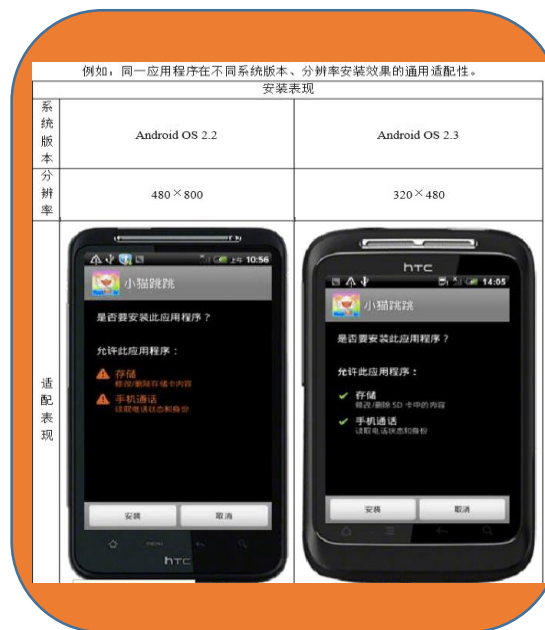 例如：同一应用程序在不同系统版本、分辨率安装效果的通用适配性。
安装表现
系统版本
Android OS 2.2
Android OS 2.3
分辨率
480×800
320×480
适配表现
上午 10:56
小猫跳跳
是否要安装此应用程序？
允许此应用程序：
存储
修改/删除存储卡中的内容
手机通话
读取电话状态和身份
安装
取消
MENU
hTC
hTC
14:05
小猫跳跳
是否要安装此应用程序？
允许此应用程序：
存储
修改/删除 SD 卡中的内容
手机通话
读取电话状态和身份
安装
取消